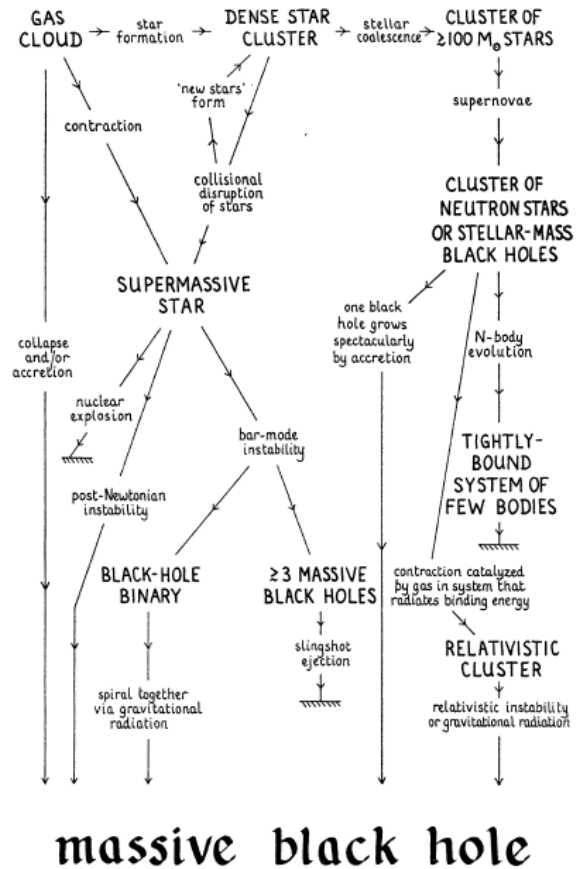 GAS
CLOUD
star
formation
DENSE STAR
CLUSTER
stellar
coalescence
CLUSTER OF
≥100 M⊙ STARS
'new stars'
form
contraction
supernovae
collisional
disruption
of stars
CLUSTER OF
NEUTRON STARS
OR STELLAR-MASS
BLACK HOLES
SUPERMASSIVE
STAR
one black
hole grows
spectacularly
by accretion
N-body
evolution
collapse
and/or
accretion
nuclear
explosion
bar-mode
instability
TIGHTLY-
BOUND
SYSTEM OF
FEW BODIES
post-Newtonian
instability
BLACK-HOLE
BINARY
≥3 MASSIVE
BLACK HOLES
contraction catalyzed
by gas in system that
radiates binding energy
slingshot
ejection
RELATIVISTIC
CLUSTER
spiral together
via gravitational
radiation
relativistic instability
or gravitational radiation
massive black hole